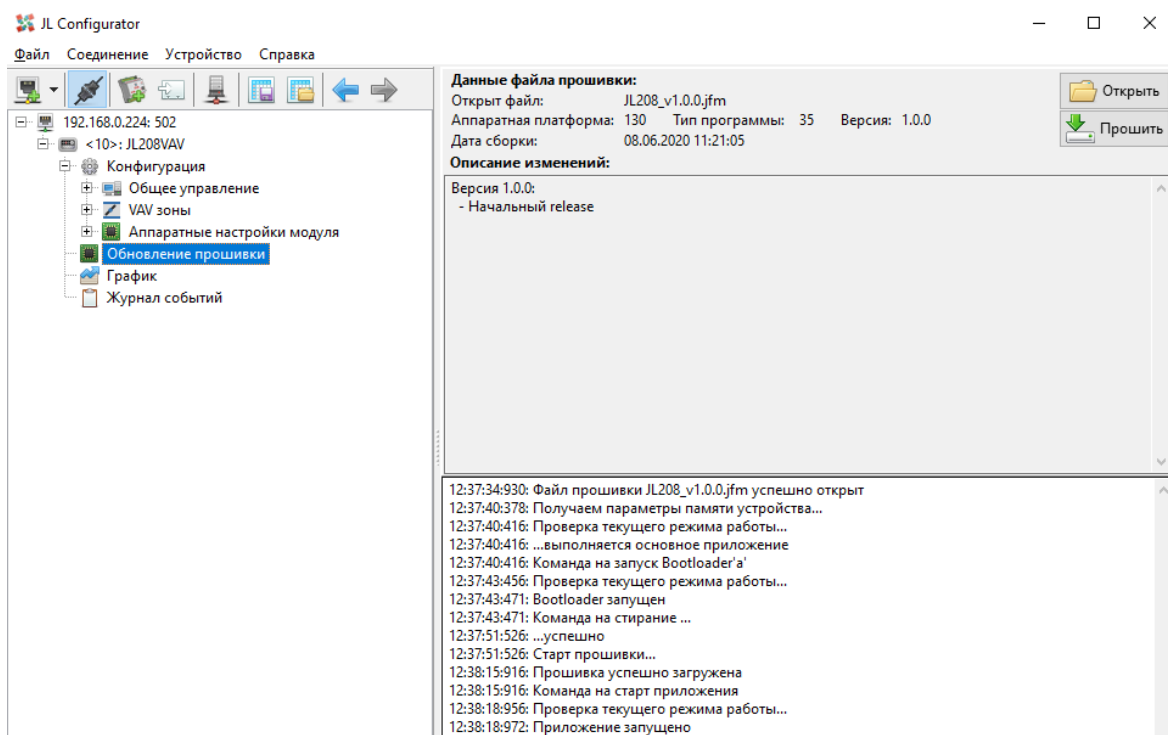 JL Configurator
Файл Соединение Устройство Справка
192.168.0.224: 502
<10>: JL208VAV
Конфигурация
Общее управление
VAV зоны
Аппаратные настройки модуля
Обновление прошивки
График
Журнал событий
Данные файла прошивки:
Открыт файл: JL208_v1.0.0.jfm
Аппаратная платформа: 130 Тип программы: 35 Версия: 1.0.0
Дата сборки: 08.06.2020 11:21:05
Открыть
Прошить
Описание изменений:
Версия 1.0.0:
- Начальный release
12:37:34:930: Файл прошивки JL208_v1.0.0.jfm успешно открыт
12:37:40:378: Получаем параметры памяти устройства...
12:37:40:416: Проверка текущего режима работы...
12:37:40:416: ...выполняется основное приложение
12:37:40:416: Команда на запуск Bootloader'a'
12:37:43:456: Проверка текущего режима работы...
12:37:43:471: Bootloader запущен
12:37:43:471: Команда на стирание ...
12:37:51:526: ...успешно
12:37:51:526: Старт прошивки...
12:38:15:916: Прошивка успешно загружена
12:38:15:916: Команда на старт приложения
12:38:18:956: Проверка текущего режима работы...
12:38:18:972: Приложение запущено